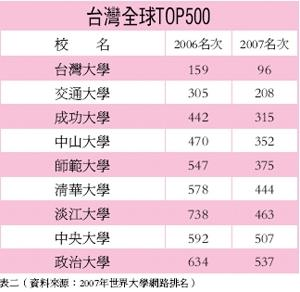 台灣全球TOP500
校　名 2006名次 2007名次
台灣大學 159 96
交通大學 305 208
成功大學 442 315
中山大學 470 352
師範大學 547 375
清華大學 578 444
淡江大學 738 463
中央大學 592 507
政治大學 634 537
表二（資料來源：2007年世界大學網路排名）